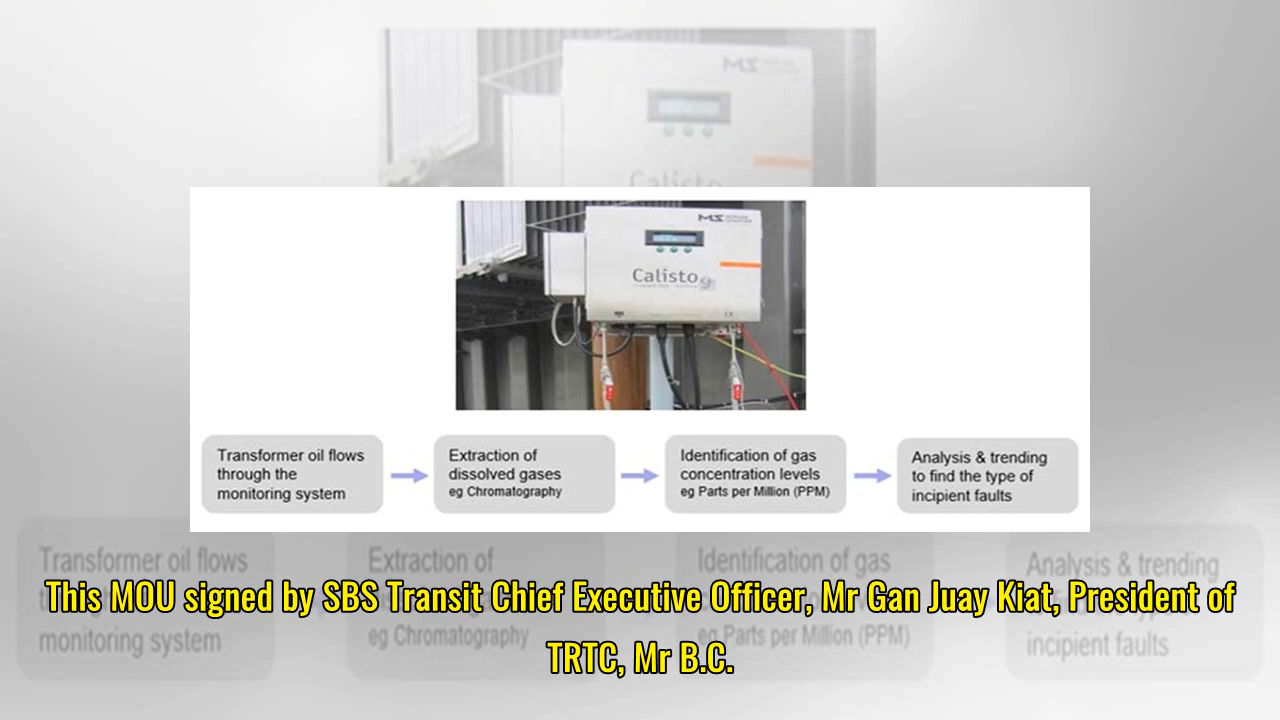 MS
Calisto 9
Transformer oil flows
through the
monitoring system
Extraction of
dissolved gases
eg Chromatography
Identification of gas
concentration levels
eg Parts per Million (PPM)
Analysis & trending
to find the type of
incipient faults
This MOU signed by SBS Transit Chief Executive Officer, Mr Gan Juay Kiat, President of
TRTC, Mr B.C.